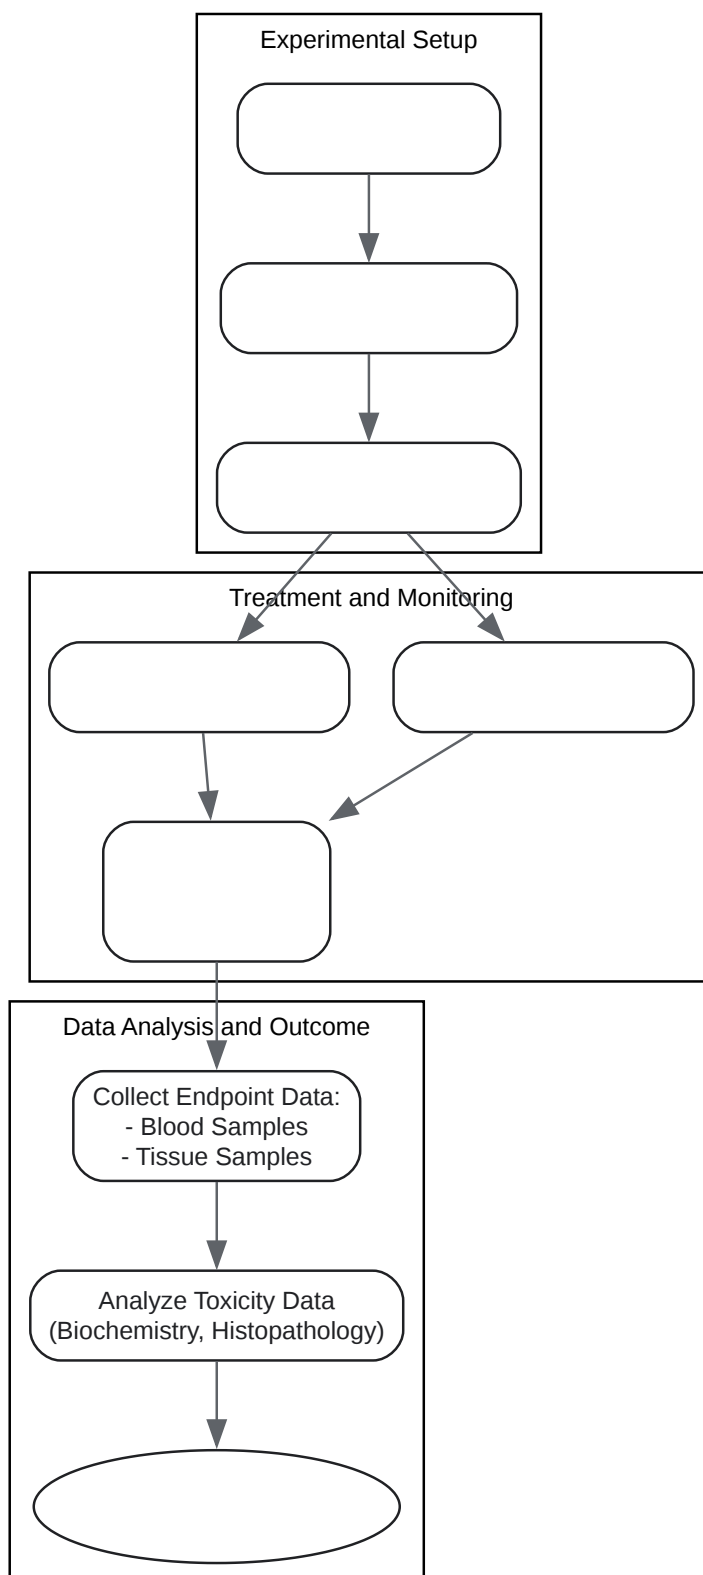 Experimental Setup
Treatment and Monitoring
Data Analysis and Outcome
Collect Endpoint Data:
- Blood Samples
- Tissue Samples
Analyze Toxicity Data
(Biochemistry, Histopathology)